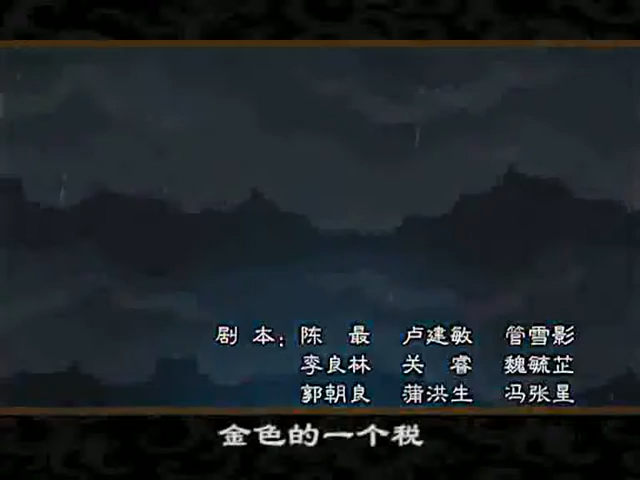 剧 本：陈 最 卢建敏 管雪影
李良林 关 睿 魏毓芷
郭朝良 蒲洪生 冯张星
金色的一个税